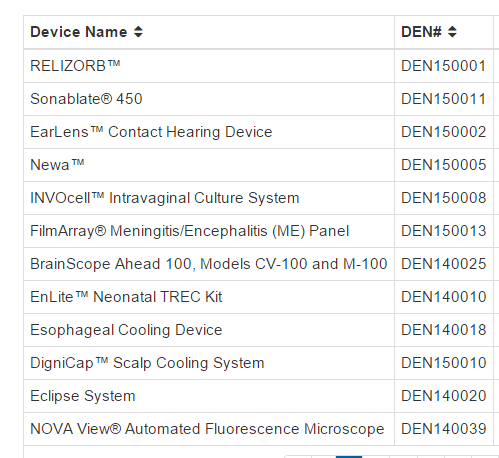 Device Name DEN#
RELIZORB™ DEN150001
Sonablate® 450 DEN150011
EarLens™ Contact Hearing Device DEN150002
Newa™ DEN150005
INVOcell™ Intravaginal Culture System DEN150008
FilmArray® Meningitis/Encephalitis (ME) Panel DEN150013
BrainScope Ahead 100, Models CV-100 and M-100 DEN140025
EnLite™ Neonatal TREC Kit DEN140010
Esophageal Cooling Device DEN140018
DigniCap™ Scalp Cooling System DEN150010
Eclipse System DEN140020
NOVA View® Automated Fluorescence Microscope DEN140039